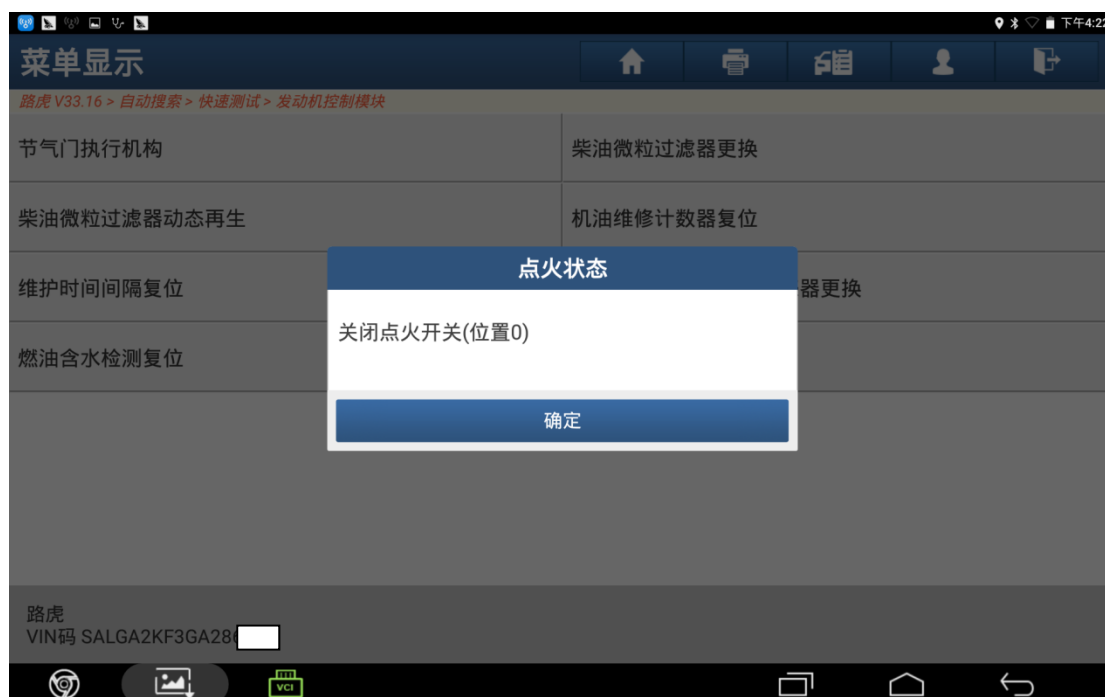 下午4:22
菜单显示
路虎 V33.16 > 自动搜索 > 快速测试 > 发动机控制模块
节气门执行机构
柴油微粒过滤器更换
柴油微粒过滤器动态再生
机油维修计数器复位
点火状态
维护时间间隔复位
器更换
关闭点火开关(位置0)
燃油含水检测复位
确定
路虎
VIN码 SALGA2KF3GA28
VCI